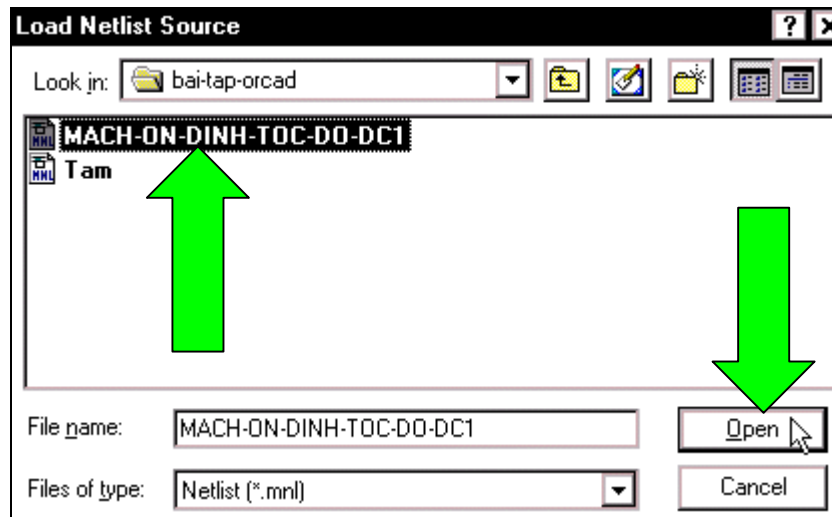 Load Netlist Source
Look in: bai-tap-orcad
MACH-ON-DINH-TOC-DO-DC1
Tam
File name: MACH-ON-DINH-TOC-DO-DC1 Open
Files of type: Netlist (*.mnl) Cancel